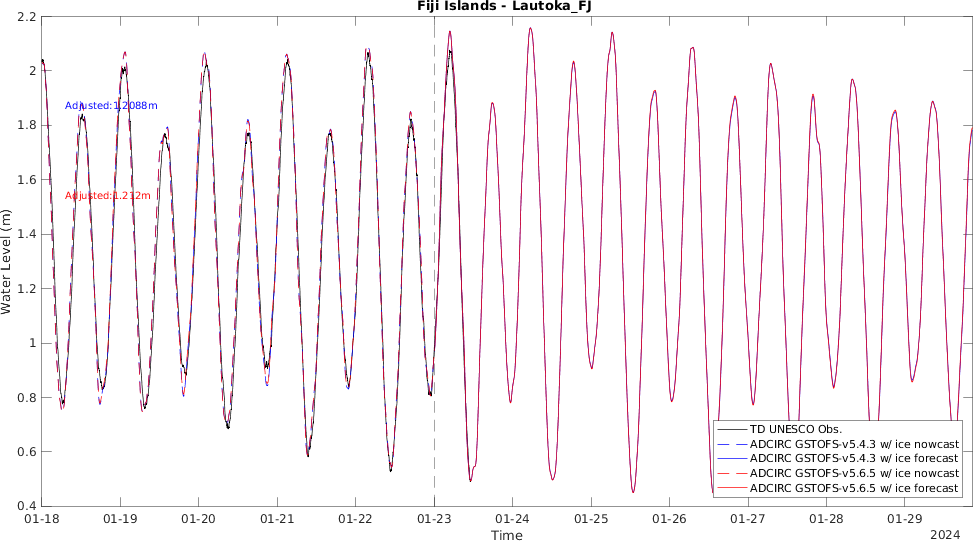 Fiji Islands - Lautoka_FJ
2.2
2
1.8
1.6
1.4
1.2
1
0.8
0.6
0.4
Water Level (m)
Adjusted:1.2088m
Adjusted:1.212m
TD UNESCO Obs.
ADCIRC GSTOFS-v5.4.3 w/ ice nowcast
ADCIRC GSTOFS-v5.4.3 w/ ice forecast
ADCIRC GSTOFS-v5.6.5 w/ ice nowcast
ADCIRC GSTOFS-v5.6.5 w/ ice forecast
01-18 01-19 01-20 01-21 01-22 01-23 01-24 01-25 01-26 01-27 01-28 01-29
Time
2024